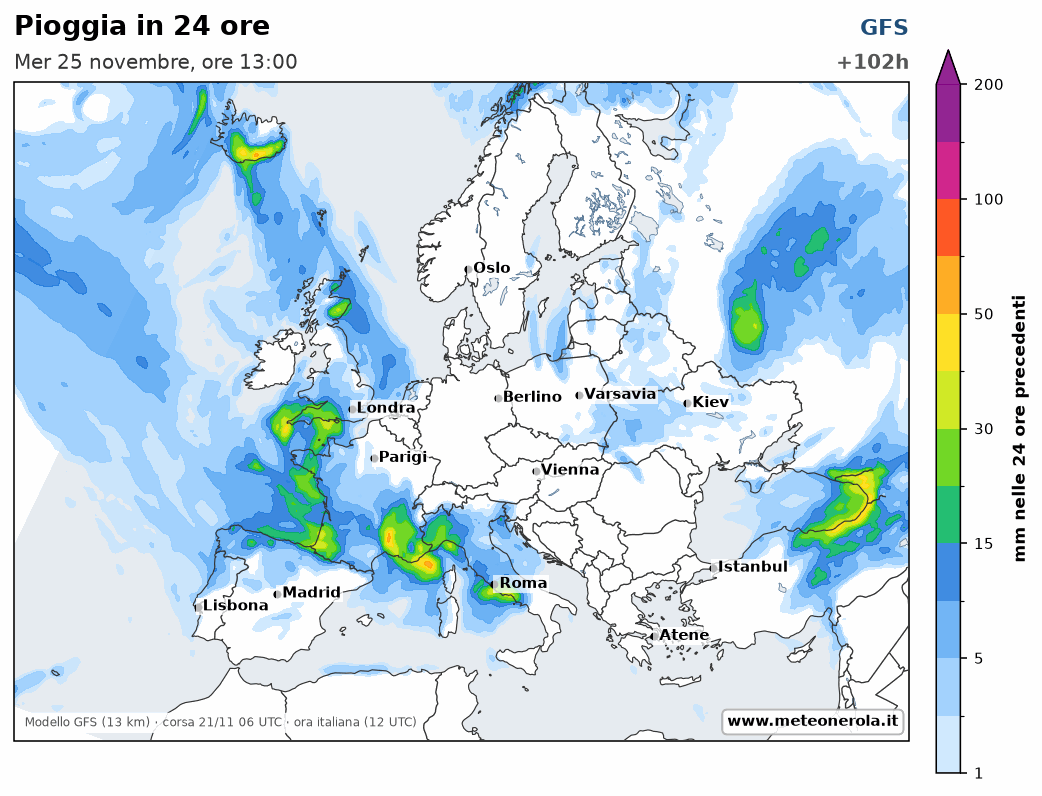 Pioggia in 24 ore
GFS
Mer 25 novembre, ore 13:00
+102h
200
100
50
30
15
5
1
mm nelle 24 ore precedenti
Oslo
Berlino
Varsavia
Kiev
Londra
Parigi
Vienna
Istanbul
Roma
Madrid
Lisbona
Atene
Modello GFS (13 km) · corsa 21/11 06 UTC · ora italiana (12 UTC)
www.meteonerola.it